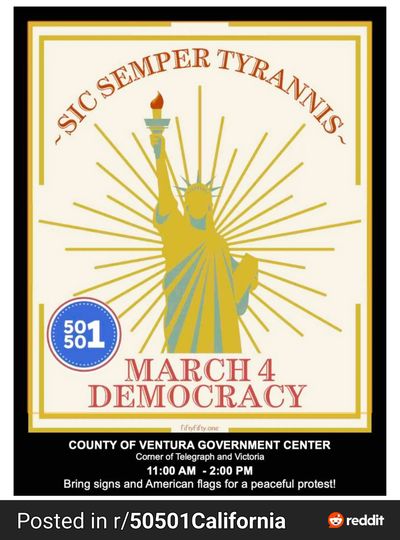 ~SIC SEMPER TYRANNIS~
50
50 1
MARCH 4
DEMOCRACY
fiftyfifty.one
COUNTY OF VENTURA GOVERNMENT CENTER
Corner of Telegraph and Victoria
11:00 AM - 2:00 PM
Bring signs and American flags for a peaceful protest!
Posted in r/50501California
reddit